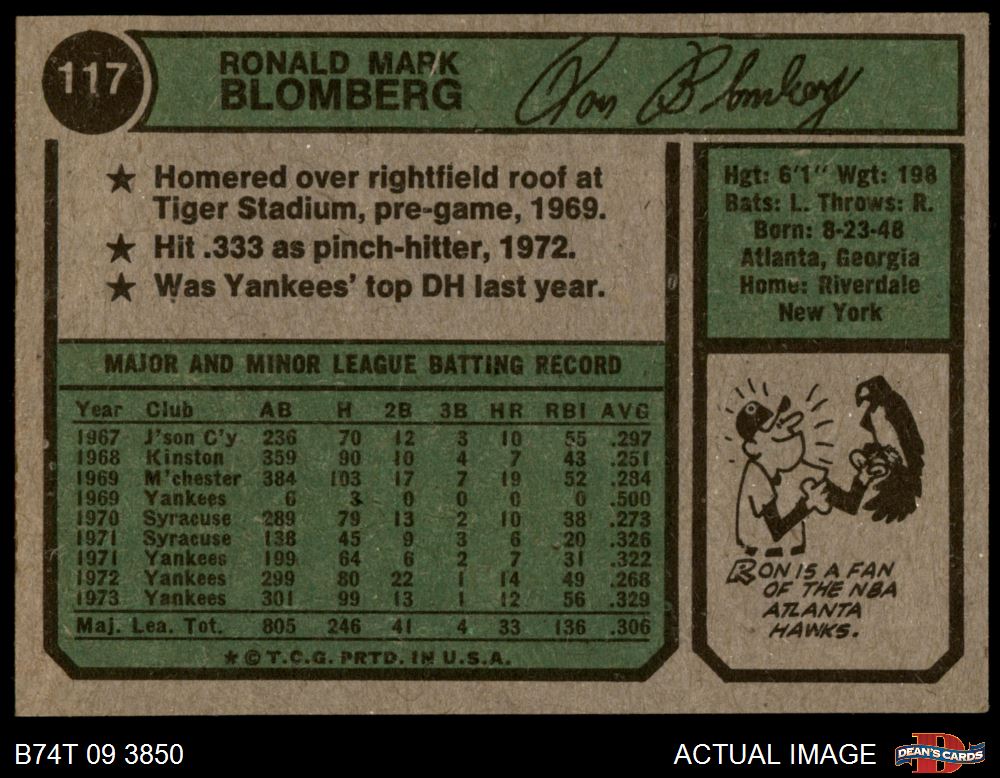 117
RONALD MARK
BLOMBERG
Ron Blomberg
★ Homered over rightfield roof at
Tiger Stadium, pre-game, 1969.
★ Hit .333 as pinch-hitter, 1972.
★ Was Yankees' top DH last year.
Hgt: 6'1" Wgt: 198
Bats: L. Throws: R.
Born: 8-23-48
Atlanta, Georgia
Home: Riverdale
New York
MAJOR AND MINOR LEAGUE BATTING RECORD
Year Club AB H 2B 3B HR RBI AVG
1967 J'son C'y 236 70 12 3 10 55 .297
1968 Kinston 359 90 10 4 7 43 .251
1969 M'chester 384 103 17 7 19 52 .284
1969 Yankees 6 3 0 0 0 0 .500
1970 Syracuse 289 79 13 2 10 38 .273
1971 Syracuse 138 45 9 3 6 20 .326
1971 Yankees 199 64 6 2 7 31 .322
1972 Yankees 299 80 22 1 14 49 .268
1973 Yankees 301 99 13 1 12 56 .329
Maj. Lea. Tot. 805 246 41 4 33 136 .306
★ © T.C.G. PRTD. IN U.S.A.
RON IS A FAN
OF THE NBA
ATLANTA
HAWKS.
B74T 09 3850
ACTUAL IMAGE
DEAN'S CARDS